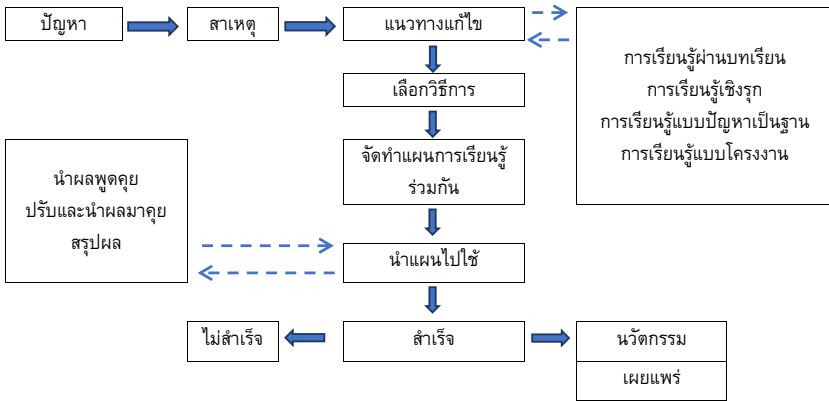 ปัญหา
สาเหตุ
แนวทางแก้ไข
การเรียนรู้ผ่านบทเรียน
การเรียนรู้เชิงรุก
การเรียนรู้แบบปัญหาเป็นฐาน
การเรียนรู้แบบโครงงาน
เลือกวิธีการ
จัดทำแผนการเรียนรู้
ร่วมกัน
นำผลพูดคุย
ปรับและนำผลมาคุย
สรุปผล
นำแผนไปใช้
ไม่สำเร็จ
สำเร็จ
นวัตกรรม
เผยแพร่